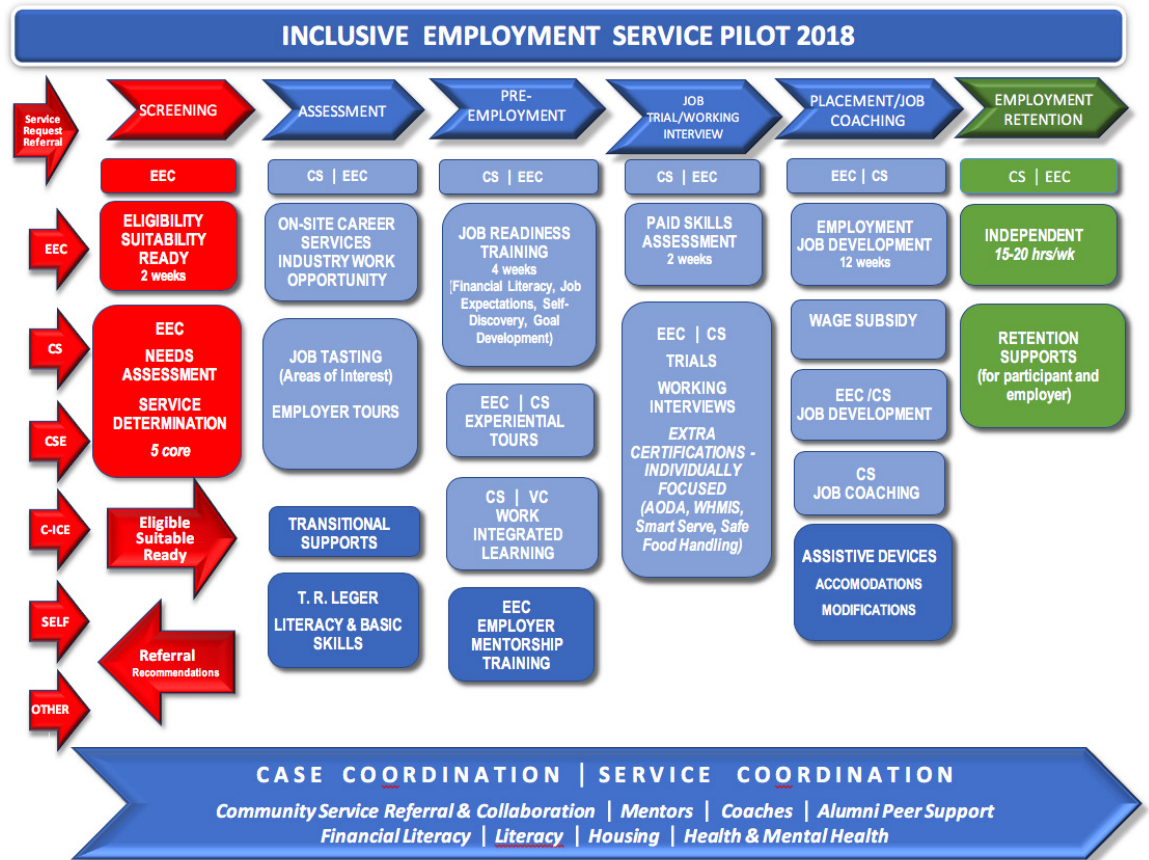 INCLUSIVE EMPLOYMENT SERVICE PILOT 2018
Service
Request
Referral
SCREENING
ASSESSMENT
PRE-
EMPLOYMENT
JOB
TRIAL/WORKING
INTERVIEW
PLACEMENT/JOB
COACHING
EMPLOYMENT
RETENTION
EEC
CS | EEC
CS | EEC
CS | EEC
EEC | CS
CS | EEC
EEC
CS
CSE
C-ICE
SELF
OTHER
ELIGIBILITY
SUITABILITY
READY
2 weeks
EEC
NEEDS
ASSESSMENT
SERVICE
DETERMINATION
5 core
Eligible
Suitable
Ready
Referral
Recommendations
ON-SITE CAREER
SERVICES
INDUSTRY WORK
OPPORTUNITY
JOB TASTING
(Areas of Interest)
EMPLOYER TOURS
TRANSITIONAL
SUPPORTS
T. R. LEGER
LITERACY & BASIC
SKILLS
JOB READINESS
TRAINING
4 weeks
(Financial Literacy, Job
Expectations, Self-
Discovery, Goal
Development)
EEC | CS
EXPERIENTIAL
TOURS
CS | VC
WORK
INTEGRATED
LEARNING
EEC
EMPLOYER
MENTORSHIP
TRAINING
PAID SKILLS
ASSESSMENT
2 weeks
EEC | CS
TRIALS
WORKING
INTERVIEWS
EXTRA
CERTIFICATIONS -
INDIVIDUALLY
FOCUSED
(AODA, WHMIS,
Smart Serve, Safe
Food Handling)
EMPLOYMENT
JOB DEVELOPMENT
12 weeks
WAGE SUBSIDY
EEC /CS
JOB DEVELOPMENT
CS
JOB COACHING
ASSISTIVE DEVICES
ACCOMODATIONS
MODIFICATIONS
INDEPENDENT
15-20 hrs/wk
RETENTION
SUPPORTS
(for participant and
employer)
CASE COORDINATION | SERVICE COORDINATION
Community Service Referral & Collaboration | Mentors | Coaches | Alumni Peer Support
Financial Literacy | Literacy | Housing | Health & Mental Health